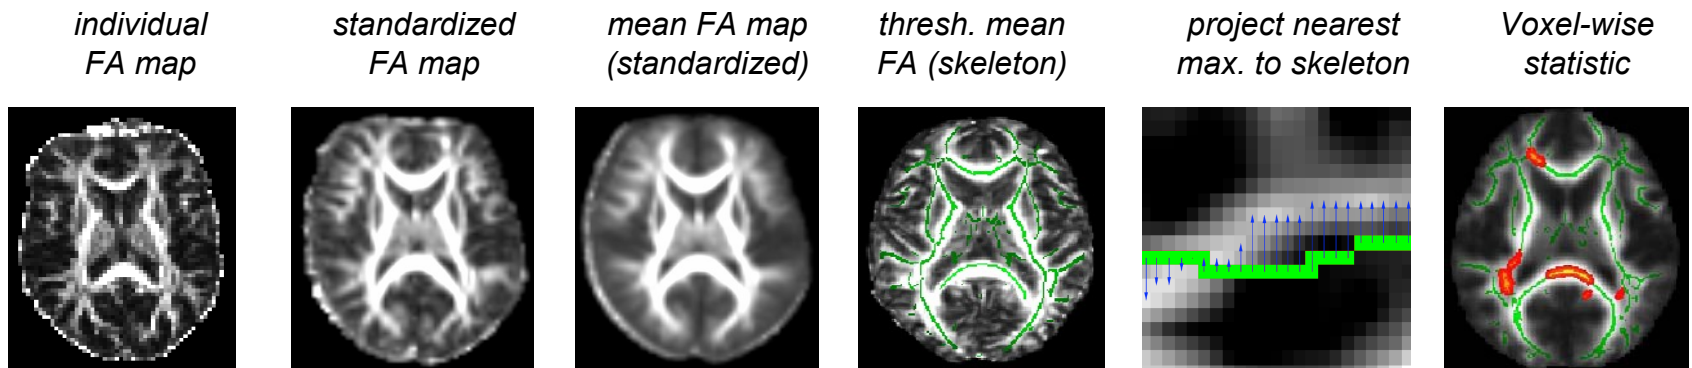 individual
FA map
standardized
FA map
mean FA map
(standardized)
thresh. mean
FA (skeleton)
project nearest
max. to skeleton
Voxel-wise
statistic